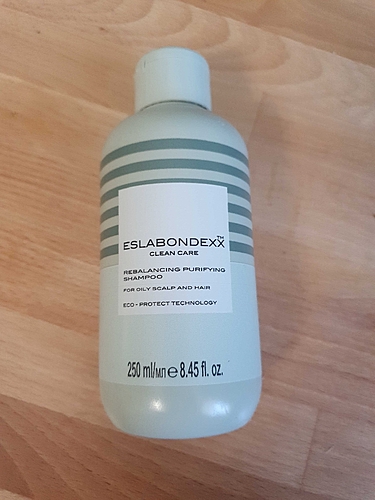 ESLABONDEXX™
CLEAN CARE
REBALANCING PURIFYING
SHAMPOO
FOR OILY SCALP AND HAIR
ECO - PROTECT TECHNOLOGY
250 ml/мл ℮ 8.45 fl. oz.